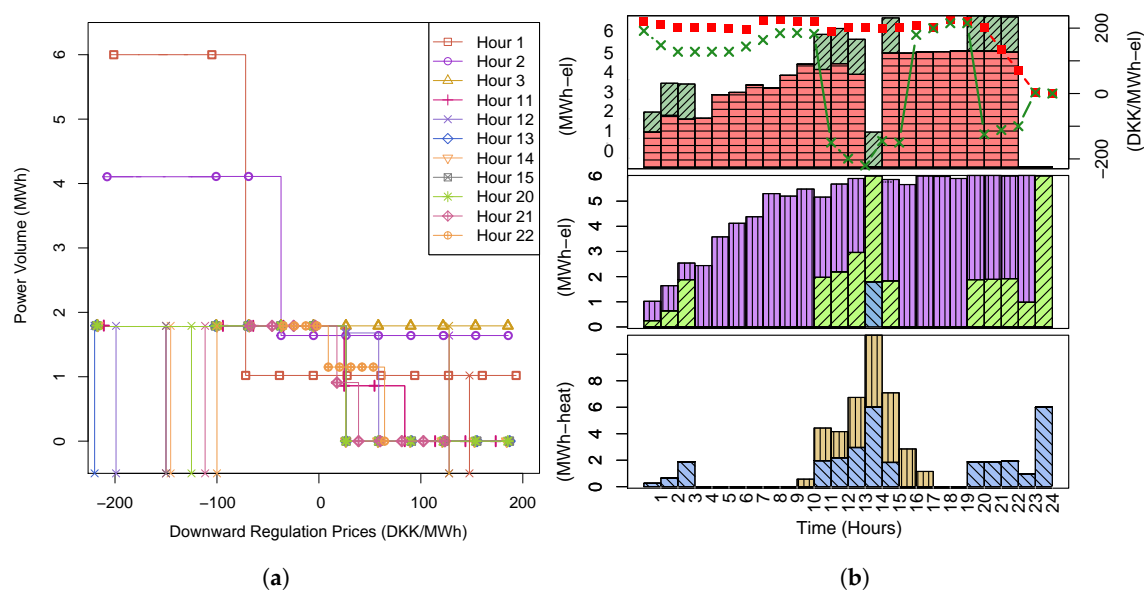 Power Volume (MWh)
6
5
4
3
2
1
0
Hour 1
Hour 2
Hour 3
Hour 11
Hour 12
Hour 13
Hour 14
Hour 15
Hour 20
Hour 21
Hour 22
−200 −100 0 100 200
Downward Regulation Prices (DKK/MWh)
(a)
(MWh−el)
6
5
4
3
2
1
0
200
0
−200
(DKK/MWh−el)
(MWh−el)
6
5
4
3
2
1
0
(MWh−heat)
8
6
4
2
0
1 2 3 4 5 6 7 8 9 10 11 12 13 14 15 16 17 18 19 20 21 22 23 24
Time (Hours)
(b)